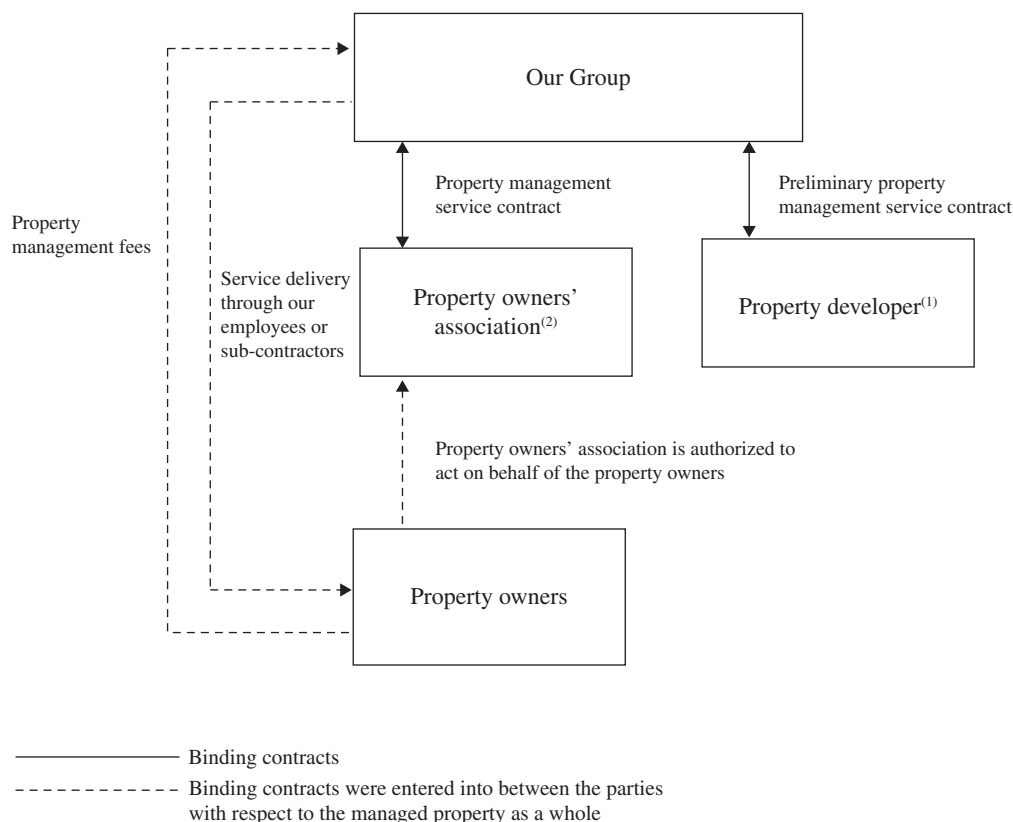 Our Group
Property management
service contract
Preliminary property
management service contract
Property
management fees
Service delivery
through our
employees or
sub-contractors
Property owners’
association(2)
Property developer(1)
Property owners’ association is authorized to
act on behalf of the property owners
Property owners
Binding contracts
Binding contracts were entered into between the parties
with respect to the managed property as a whole